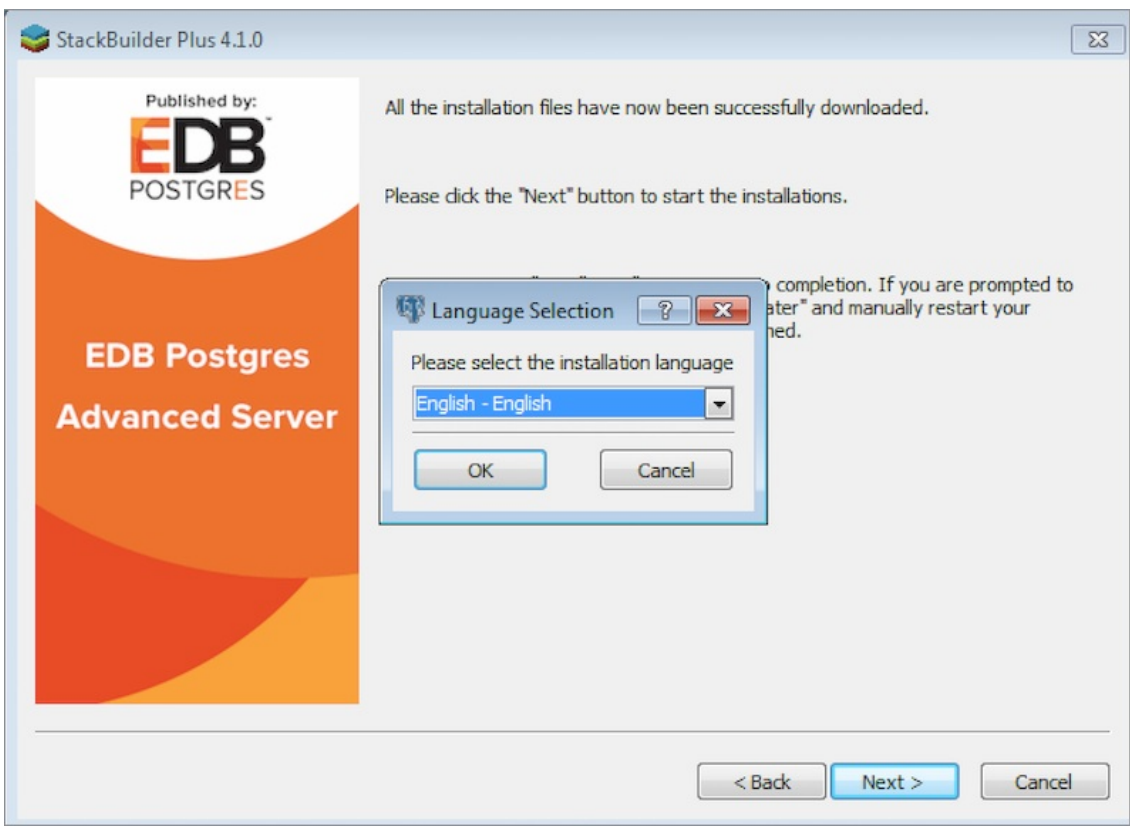 StackBuilder Plus 4.1.0
Published by:
EDB™
POSTGRES
EDB Postgres
Advanced Server
All the installation files have now been successfully downloaded.
Please click the "Next" button to start the installations.
completion. If you are prompted to
ater" and manually restart your
ned.
Language Selection
?
Please select the installation language
English - English
OK
Cancel
< Back
Next >
Cancel